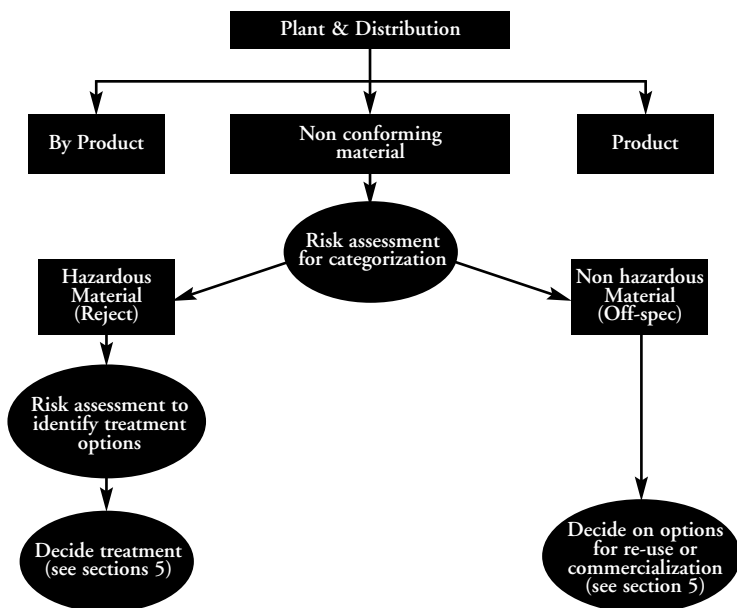 Plant & Distribution
By Product
Non conforming
material
Product
Risk assessment
for categorization
Hazardous
Material
(Reject)
Non hazardous
Material
(Off-spec)
Risk assessment to
identify treatment
options
Decide treatment
(see sections 5)
Decide on options
for re-use or
commercialization
(see section 5)